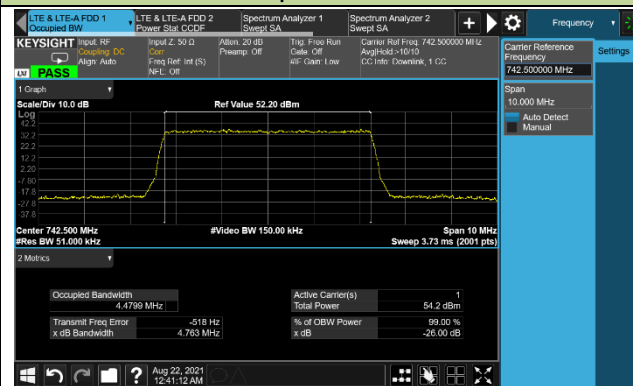 LTE & LTE-A FDD 1
Occupied BW
LTE & LTE-A FDD 2
Power Stat CCDF
Spectrum Analyzer 1
Swept SA
Spectrum Analyzer 2
Swept SA
Frequency
KEYSIGHT
Input: RF
Coupling: DC
Align: Auto
Input Z: 50 Ω
Corr
Freq Ref: Int (S)
NFE: Off
Atten: 20 dB
Preamp: Off
Trig: Free Run
Gate: Off
#IF Gain: Low
Carrier Ref Freq: 742.500000 MHz
Avg|Hold:>10/10
CC Info: Downlink, 1 CC
LXI
PASS
Carrier Reference
Frequency
742.500000 MHz
Settings
Span
10.000 MHz
Auto Detect
Manual
1 Graph
Scale/Div 10.0 dB
Ref Value 52.20 dBm
Log
42.2
32.2
22.2
12.2
2.20
-7.80
-17.8
-27.8
-37.8
Center 742.500 MHz
#Video BW 150.00 kHz
Span 10 MHz
#Res BW 51.000 kHz
Sweep 3.73 ms (2001 pts)
2 Metrics
Occupied Bandwidth
4.4799 MHz
Active Carrier(s) 1
Total Power 54.2 dBm
Transmit Freq Error -518 Hz
x dB Bandwidth 4.763 MHz
% of OBW Power 99.00 %
x dB -26.00 dB
?
Aug 22, 2021
12:41:12 AM